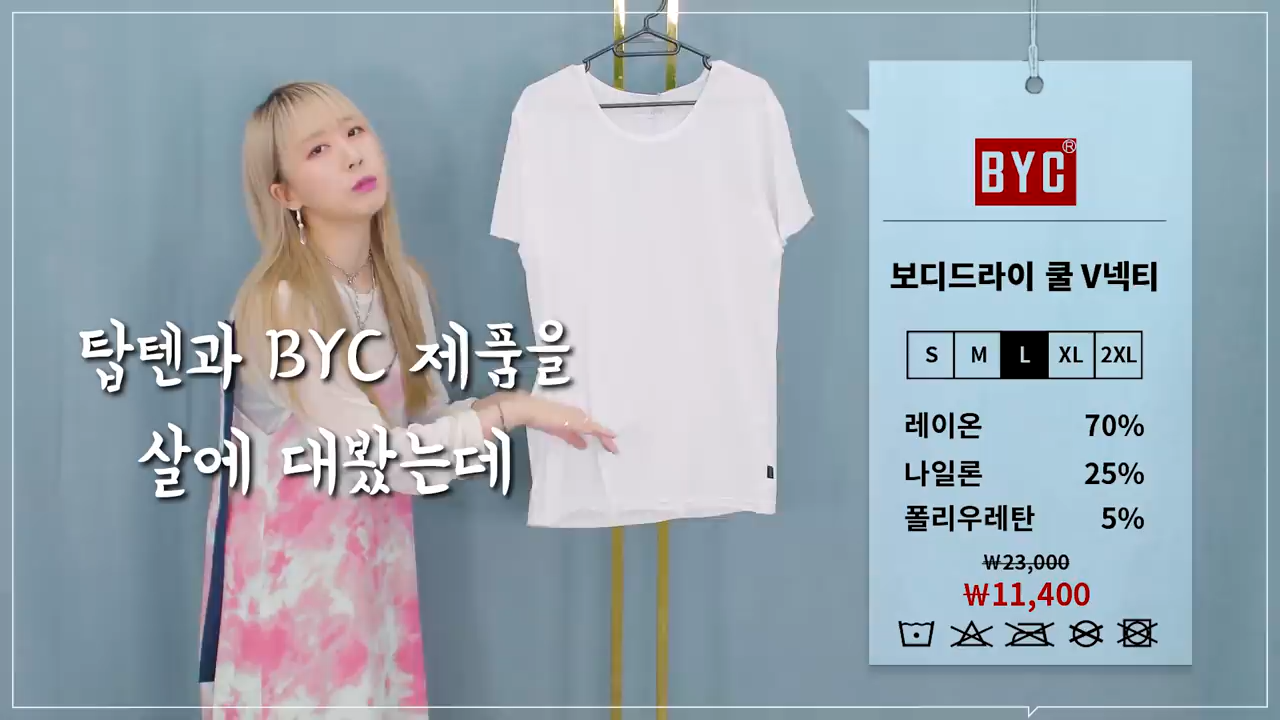 탑텐과 BYC 제품을
살에 대봤는데
BYC®
보디드라이 쿨 V넥티
S M L XL 2XL
레이온 70%
나일론 25%
폴리우레탄 5%
₩23,000
₩11,400